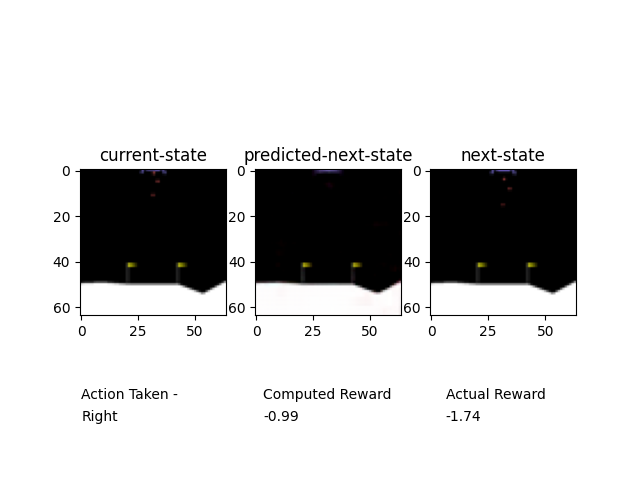 current-state predicted-next-state next-state
0 0 0
20 20 20
40 40 40
60 60 60
0 25 50 0 25 50 0 25 50
Action Taken - Computed Reward Actual Reward
Right -0.99 -1.74